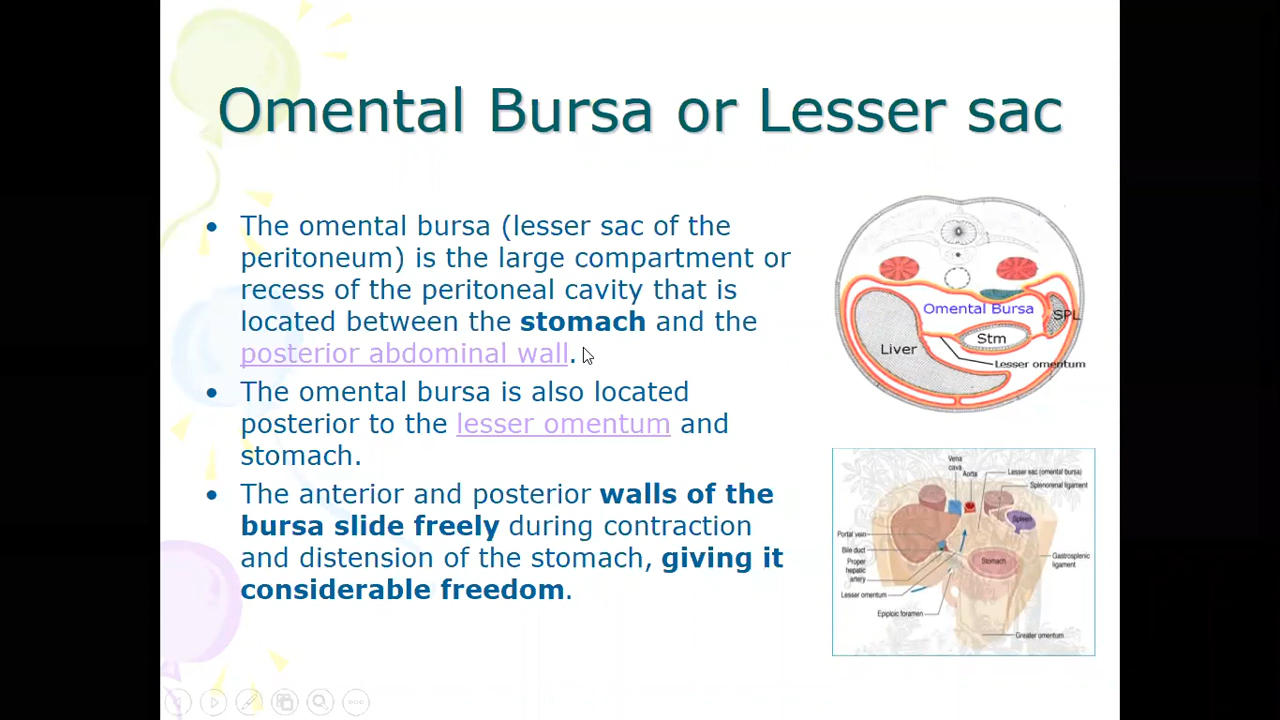 Omental Bursa or Lesser sac
• The omental bursa (lesser sac of the
peritoneum) is the large compartment or
recess of the peritoneal cavity that is
located between the stomach and the
posterior abdominal wall.
• The omental bursa is also located
posterior to the lesser omentum and
stomach.
• The anterior and posterior walls of the
bursa slide freely during contraction
and distension of the stomach, giving it
considerable freedom.
Omental Bursa
SPL
Stm
Liver
Lesser omentum
Vena
cava
Aorta
Lesser sac (omental bursa)
Splenorenal ligament
Spleen
Portal vein
Bile duct
Proper
hepatic
artery
Stomach
Gastrosplenic
ligament
Lesser omentum
Epiploic foramen
Greater omentum